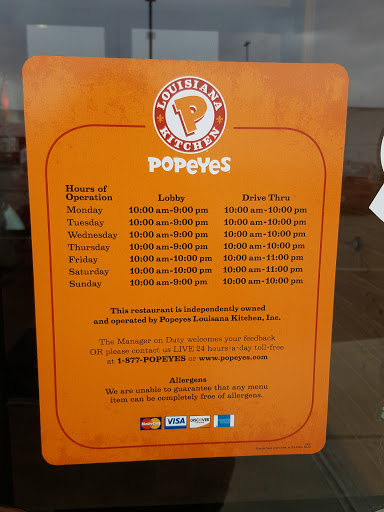 LOUISIANA
P
KITCHEN
POPEYES
Hours of
Operation Lobby Drive Thru
Monday 10:00 am-9:00 pm 10:00 am-10:00 pm
Tuesday 10:00 am-9:00 pm 10:00 am-10:00 pm
Wednesday 10:00 am-9:00 pm 10:00 am-10:00 pm
Thursday 10:00 am-9:00 pm 10:00 am-10:00 pm
Friday 10:00 am-10:00 pm 10:00 am-11:00 pm
Saturday 10:00 am-10:00 pm 10:00 am-11:00 pm
Sunday 10:00 am-9:00 pm 10:00 am-10:00 pm
This restaurant is independently owned
and operated by Popeyes Louisana Kitchen, Inc.
The Manager on Duty welcomes your feedback
OR please contact us LIVE 24 hours-a-day toll-free
at 1-877-POPEYES or www.popeyes.com
Allergens
We are unable to guarantee that any menu
item can be completely free of allergens.
MasterCard VISA DISCOVER